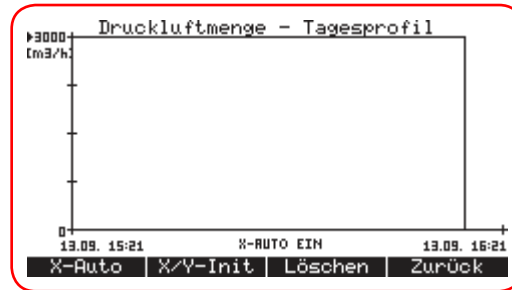 Druckluftmenge - Tagesprofil
3000
[m3/h]
0
13.09. 15:21 X-AUTO EIN 13.09. 16:21
X-Auto X/Y-Init Löschen Zurück